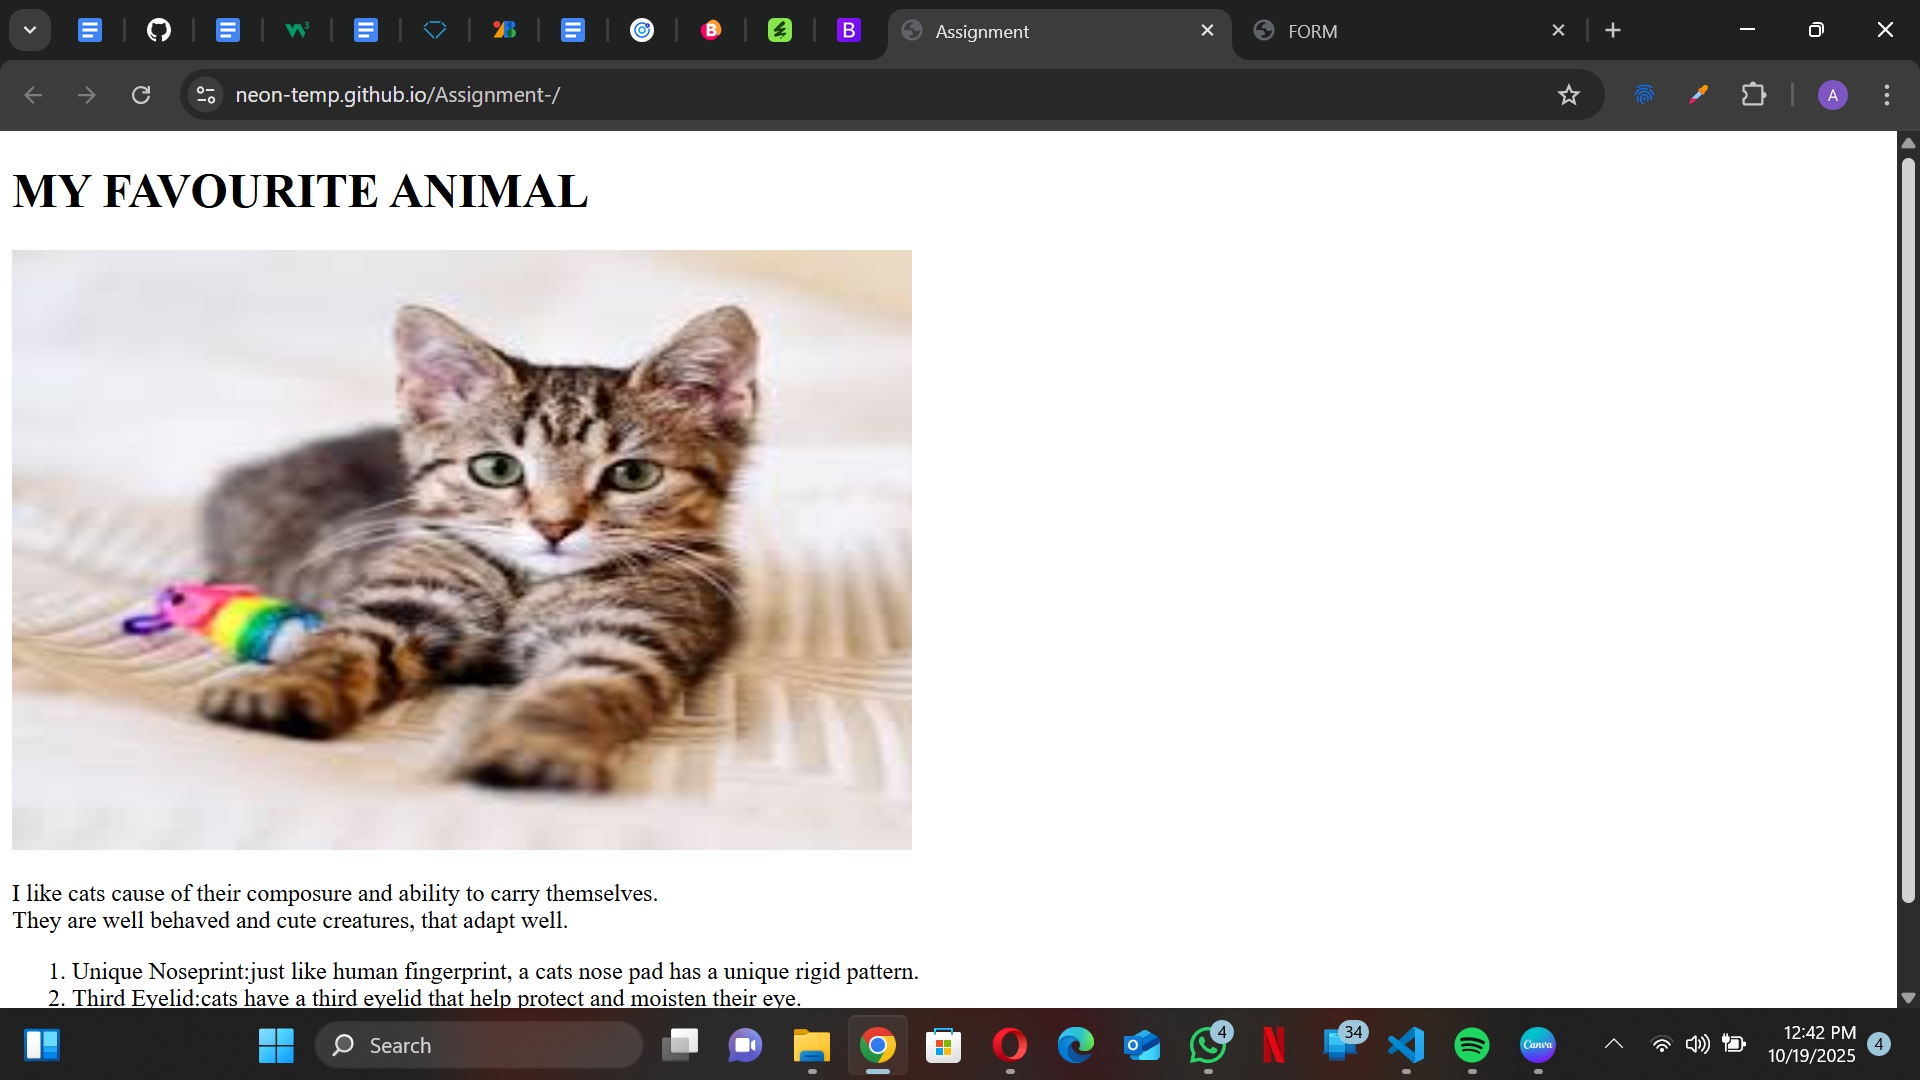 Assignment
FORM
neon-temp.github.io/Assignment-/
A
MY FAVOURITE ANIMAL
I like cats cause of their composure and ability to carry themselves.
They are well behaved and cute creatures, that adapt well.
1. Unique Noseprint:just like human fingerprint, a cats nose pad has a unique rigid pattern.
2. Third Eyelid:cats have a third eyelid that help protect and moisten their eye.
Search
4
34
Canva
12:42 PM
10/19/2025
4